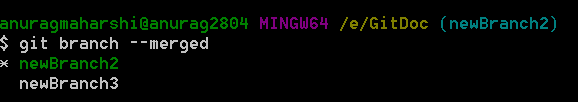 anuragmaharshi@anurag2804 MINGW64 /e/GitDoc (newBranch2)
$ git branch --merged
* newBranch2
  newBranch3